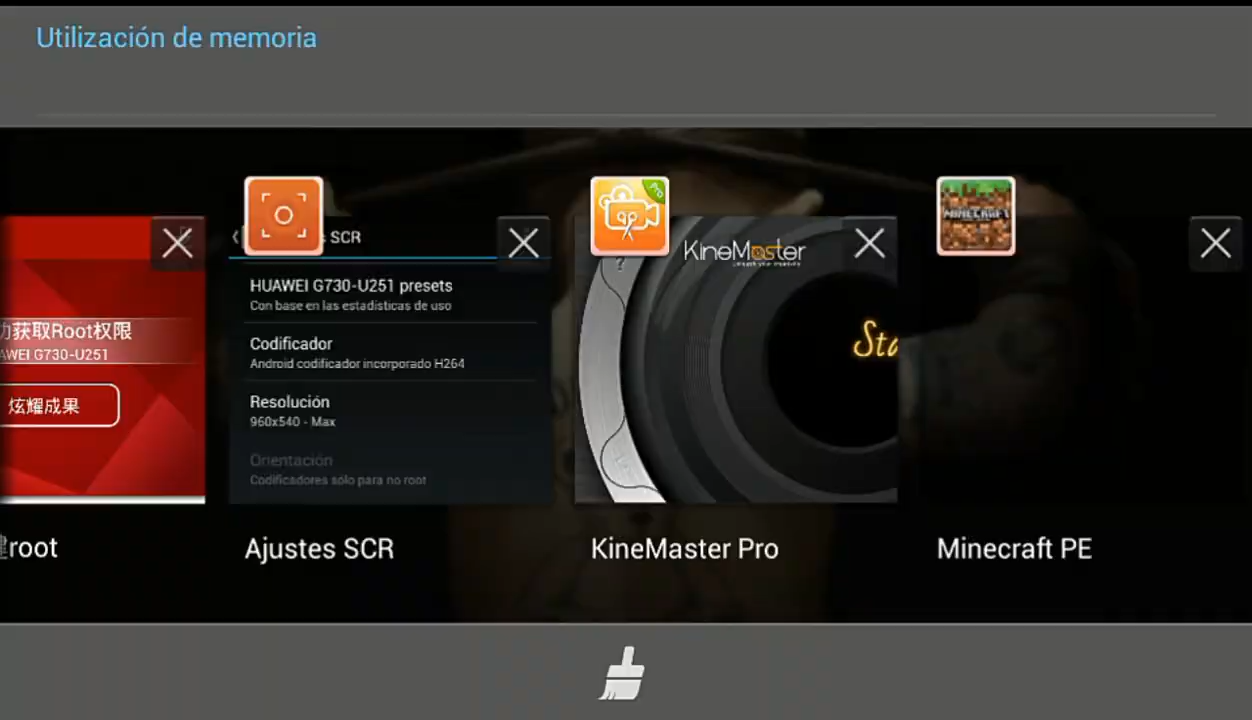 Utilización de memoria
获取Root权限
HUAWEI G730-U251
炫耀成果
root
SCR
HUAWEI G730-U251 presets
Con base en las estadísticas de uso
Codificador
Android codificador incorporado H264
Resolución
960x540 - Max
Orientación
Codificadores sólo para no root
Ajustes SCR
Pro
KineMaster
KineMaster Pro
MINECRAFT
Minecraft PE